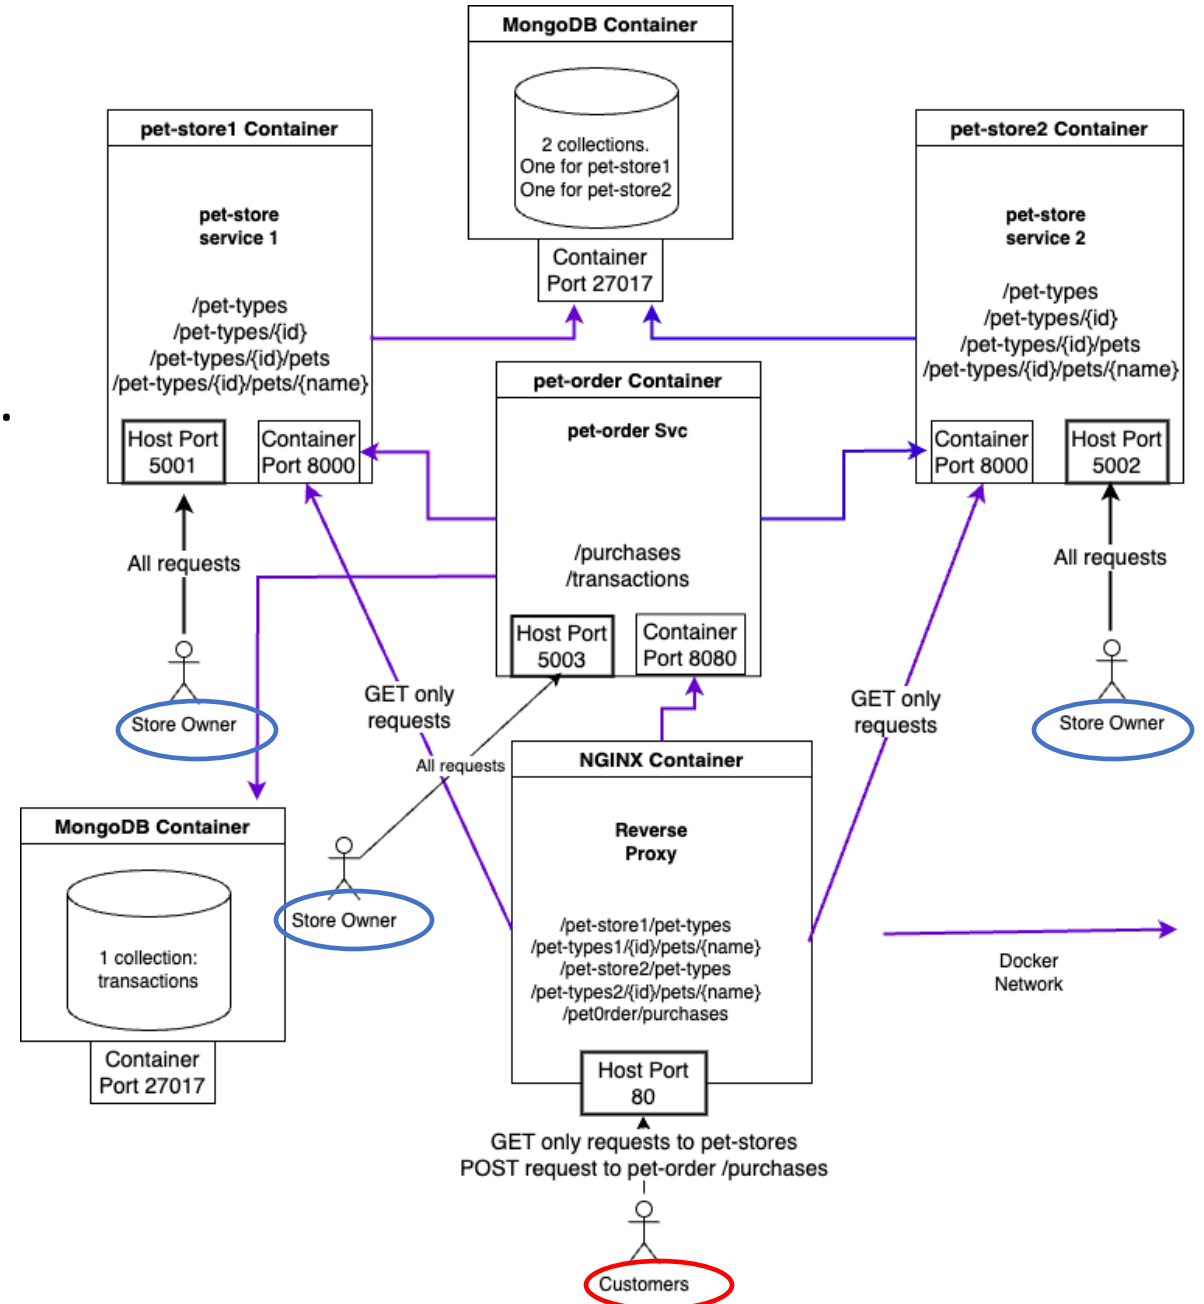 MongoDB Container
2 collections.
One for pet-store1
One for pet-store2
Container
Port 27017
pet-store1 Container
pet-store
service 1
/pet-types
/pet-types/{id}
/pet-types/{id}/pets
/pet-types/{id}/pets/{name}
Host Port
5001
Container
Port 8000
All requests
Store Owner
pet-store2 Container
pet-store
service 2
/pet-types
/pet-types/{id}
/pet-types/{id}/pets
/pet-types/{id}/pets/{name}
Container
Port 8000
Host Port
5002
All requests
Store Owner
pet-order Container
pet-order Svc
/purchases
/transactions
Host Port
5003
Container
Port 8080
GET only
requests
GET only
requests
All requests
Store Owner
MongoDB Container
1 collection:
transactions
Container
Port 27017
NGINX Container
Reverse
Proxy
/pet-store1/pet-types
/pet-types1/{id}/pets/{name}
/pet-store2/pet-types
/pet-types2/{id}/pets/{name}
/pet0rder/purchases
Host Port
80
Docker
Network
GET only requests to pet-stores
POST request to pet-order /purchases
Customers